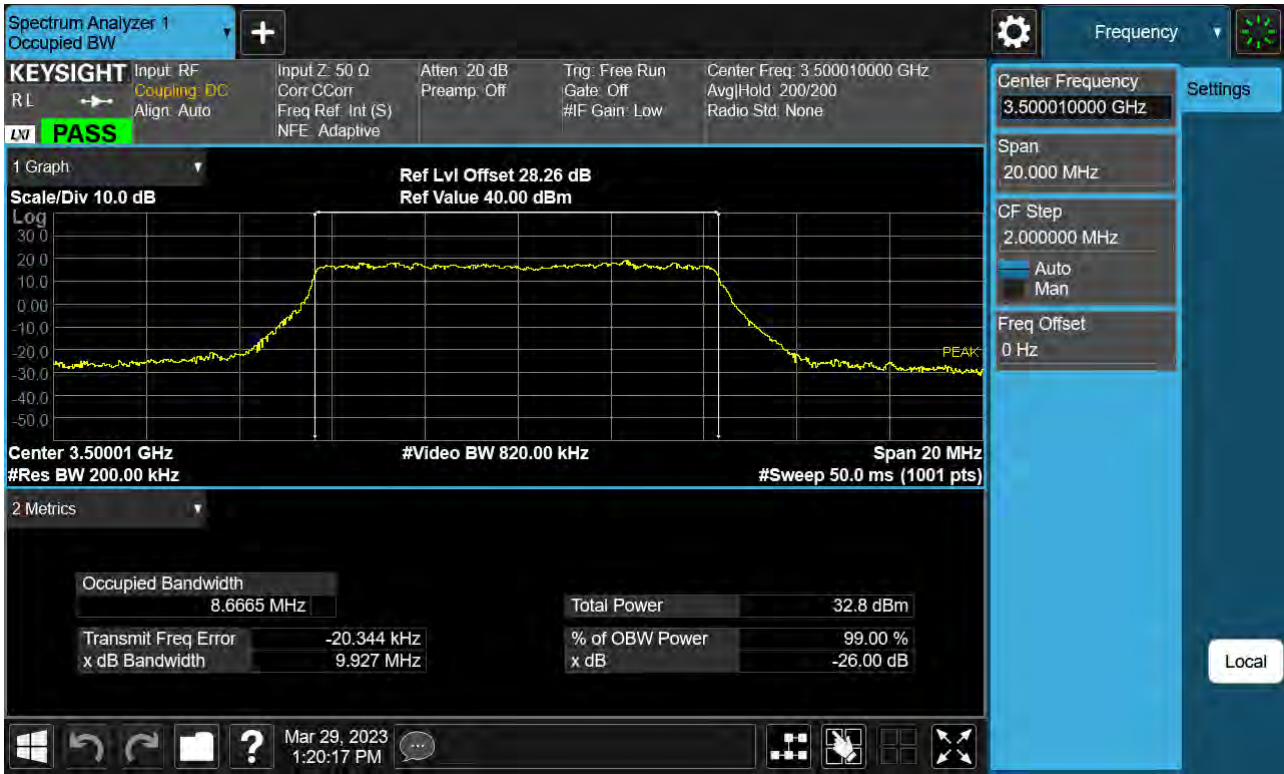 Spectrum Analyzer 1
Occupied BW
+
Frequency
KEYSIGHT
R L
LXI
PASS
Input: RF
Coupling: DC
Align: Auto
Input Z: 50 Ω
Corr CCorr
Freq Ref: Int (S)
NFE: Adaptive
Atten: 20 dB
Preamp: Off
Trig: Free Run
Gate: Off
#IF Gain: Low
Center Freq: 3.500010000 GHz
Avg|Hold: 200/200
Radio Std: None
Center Frequency
3.500010000 GHz
Settings
Span
20.000 MHz
CF Step
2.000000 MHz
Auto
Man
Freq Offset
0 Hz
Local
1 Graph
Scale/Div 10.0 dB
Ref Lvl Offset 28.26 dB
Ref Value 40.00 dBm
Log
30.0
20.0
10.0
0.00
-10.0
-20.0
-30.0
-40.0
-50.0
PEAK
Center 3.50001 GHz
#Video BW 820.00 kHz
Span 20 MHz
#Res BW 200.00 kHz
#Sweep 50.0 ms (1001 pts)
2 Metrics
Occupied Bandwidth
8.6665 MHz
Total Power 32.8 dBm
Transmit Freq Error -20.344 kHz
% of OBW Power 99.00 %
x dB Bandwidth 9.927 MHz
x dB -26.00 dB
?
Mar 29, 2023
1:20:17 PM